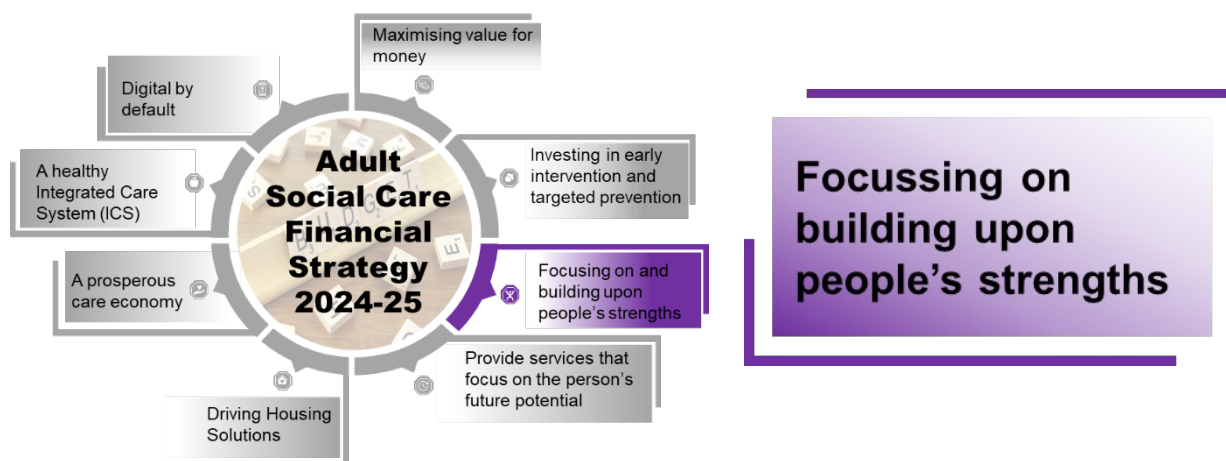 Maximising value for
money
Investing in early
intervention and
targeted prevention
Focusing on and
building upon
people's strengths
Provide services that
focus on the person's
future potential
Driving Housing
Solutions
A prosperous
care economy
A healthy
Integrated Care
System (ICS)
Digital by
default
Adult
Social Care
Financial
Strategy
2024-25
BUDGET
Focussing on
building upon
people's strengths